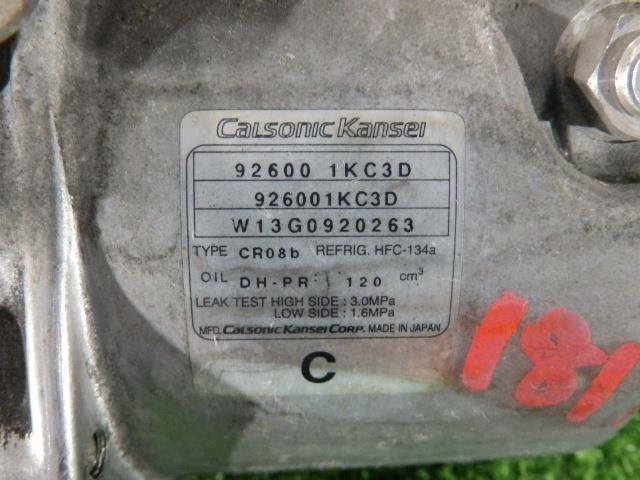 CALSONIC KANSEI
92600 1KC3D
926001KC3D
W13G0920263
TYPE CR08b REFRIG. HFC-134a
OIL DH-PR 120 cm³
LEAK TEST HIGH SIDE : 3.0MPa
LOW SIDE : 1.6MPa
MFD. CALSONIC KANSEI CORP. MADE IN JAPAN
C
181